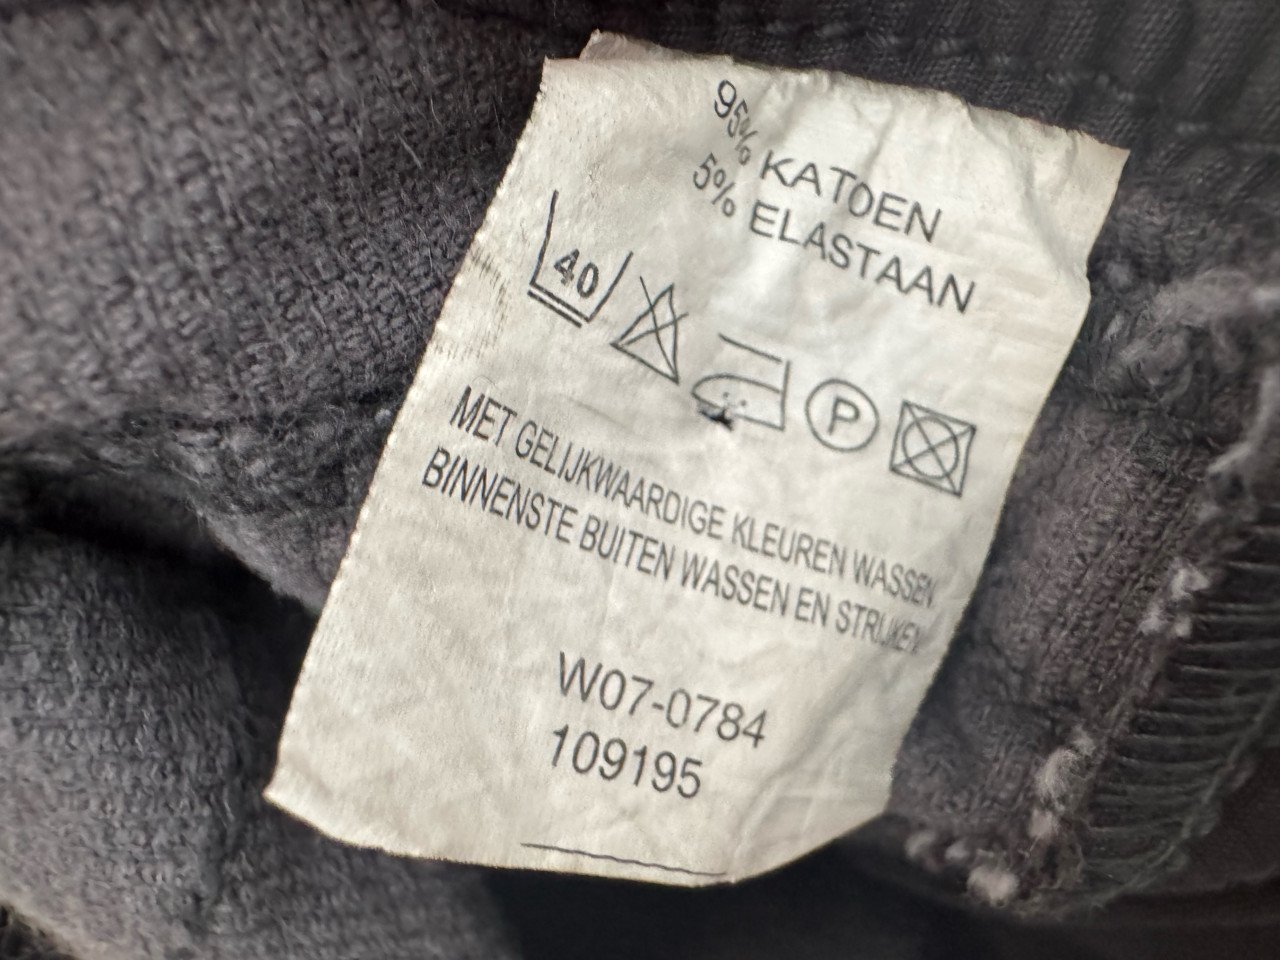 95% KATOEN
5% ELASTAAN
40
P
MET GELIJKWAARDIGE KLEUREN WASSEN
BINNENSTE BUITEN WASSEN EN STRIJKEN
W07-0784
109195